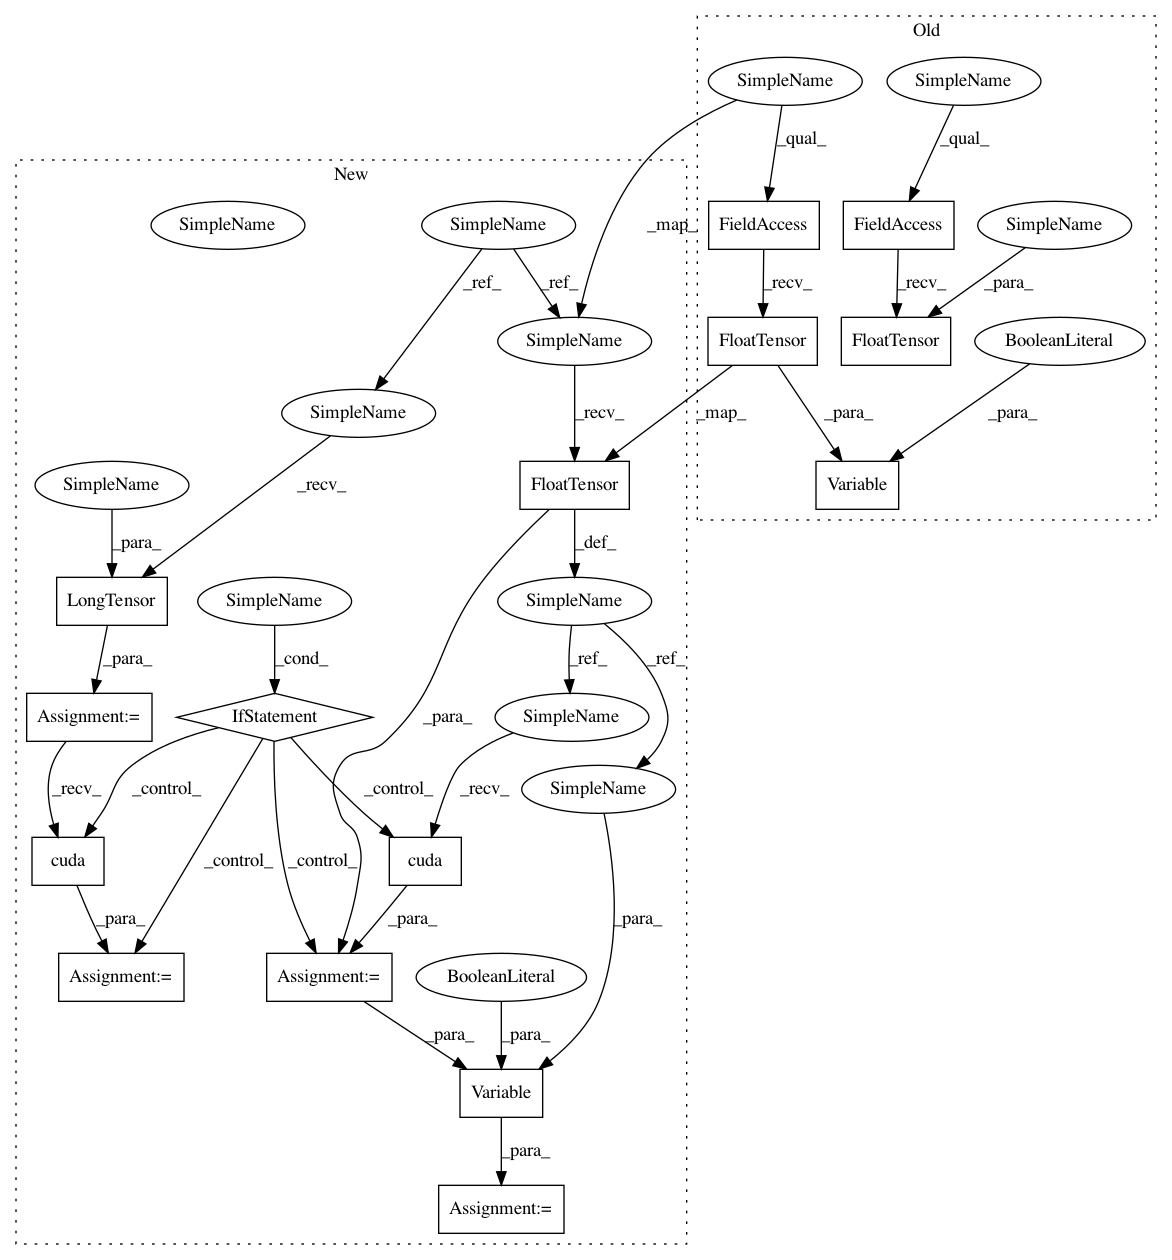 Old
SimpleName
SimpleName
_qual_
_qual_
New
SimpleName
SimpleName
_map_
FieldAccess
FieldAccess
SimpleName
_ref_
_ref_
_recv_
_recv_
_para_
SimpleName
FloatTensor
FloatTensor
BooleanLiteral
SimpleName
_recv_
_map_
_para_
_para_
SimpleName
_recv_
FloatTensor
Variable
_para_
_def_
LongTensor
SimpleName
SimpleName
_para_
_cond_
_ref_
_ref_
Assignment:=
IfStatement
_para_
SimpleName
_recv_
_control_
_control_
_recv_
SimpleName
cuda
_control_
_control_
cuda
_para_
_para_
_para_
Assignment:=
Assignment:=
BooleanLiteral
_para_
_para_
Variable
_para_
Assignment:=